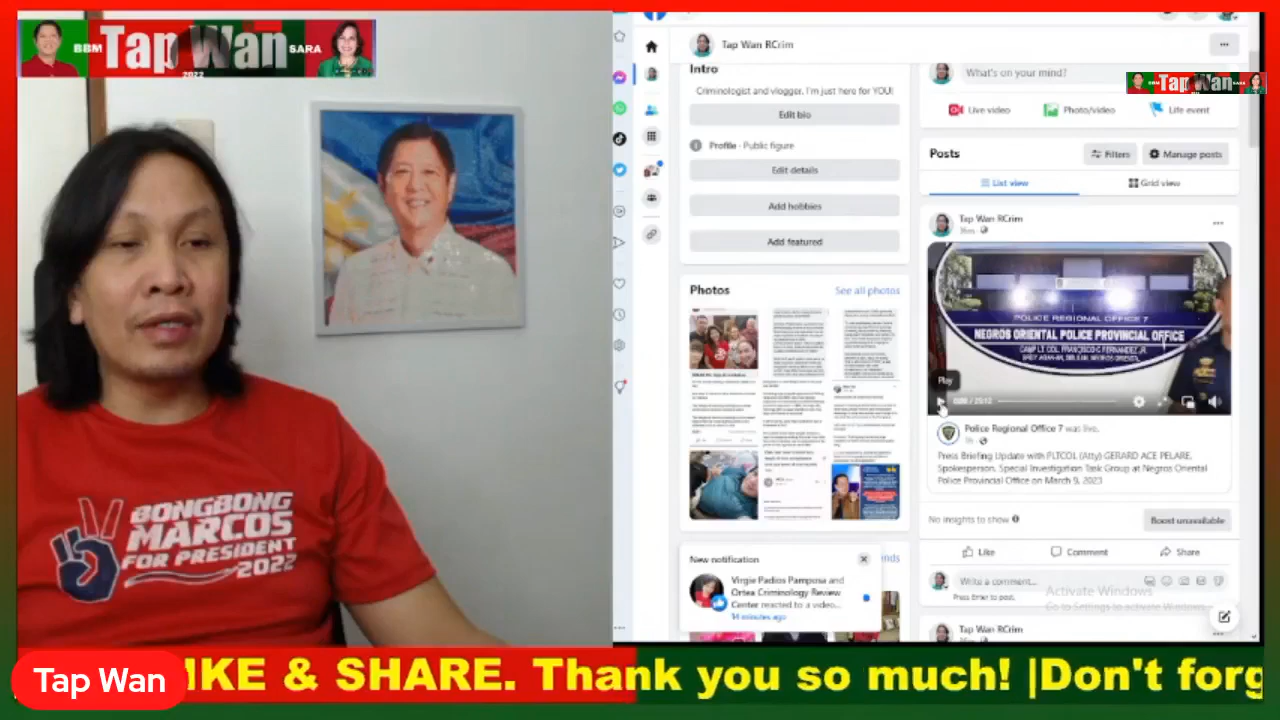 BBM Tap Wan SARA
2022
BONGBONG
MARCOS
FOR PRESIDENT
2022
Tap Wan
IKE & SHARE. Thank you so much! |Don't forg
Tap Wan RCrim
Intro
Criminologist and vlogger. I'm just here for YOU!
Edit bio
Profile · Public figure
Edit details
Add hobbies
Add featured
Photos
See all photos
New notification
Virgie Padios Pamposa and
Ortea Criminology Review
Center reacted to a video...
14 minutes ago
What's on your mind?
BBM Tap Wan SARA
Live video
Photo/video
Life event
Posts
Filters
Manage posts
List view
Grid view
Tap Wan RCrim
POLICE REGIONAL OFFICE 7
NEGROS ORIENTAL POLICE PROVINCIAL OFFICE
Play
Police Regional Office 7 was live.
Press Briefing Update with PLTCOL (Atty) GERARD ACE PELARE,
Spokesperson, Special Investigation Task Group at Negros Oriental
Police Provincial Office on March 9, 2023
No insights to show
Boost unavailable
Like
Comment
Share
Write a comment...
Press Enter to post.
Activate Windows
Go to Settings to activate Windows.
Tap Wan RCrim